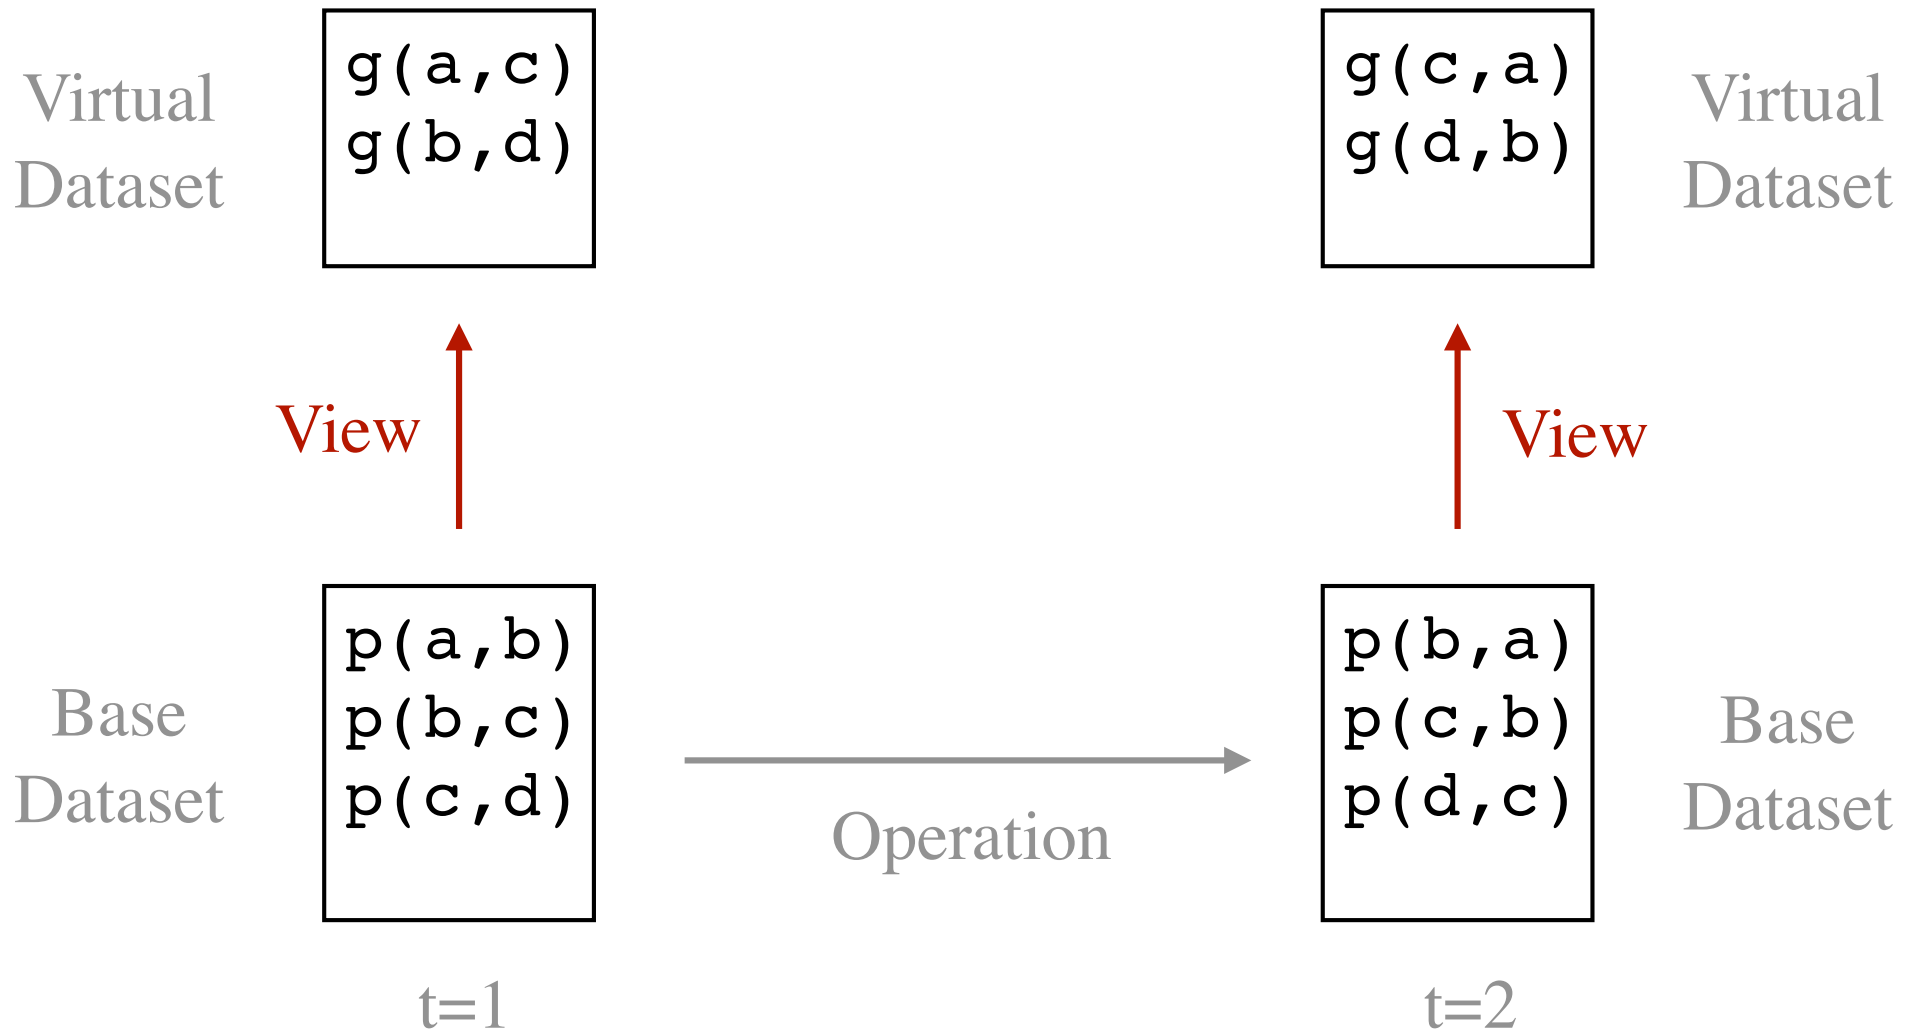 Virtual
Dataset
g(a,c)
g(b,d)
g(c,a)
g(d,b)
Virtual
Dataset
View
View
Base
Dataset
p(a,b)
p(b,c)
p(c,d)
Operation
p(b,a)
p(c,b)
p(d,c)
Base
Dataset
t=1
t=2